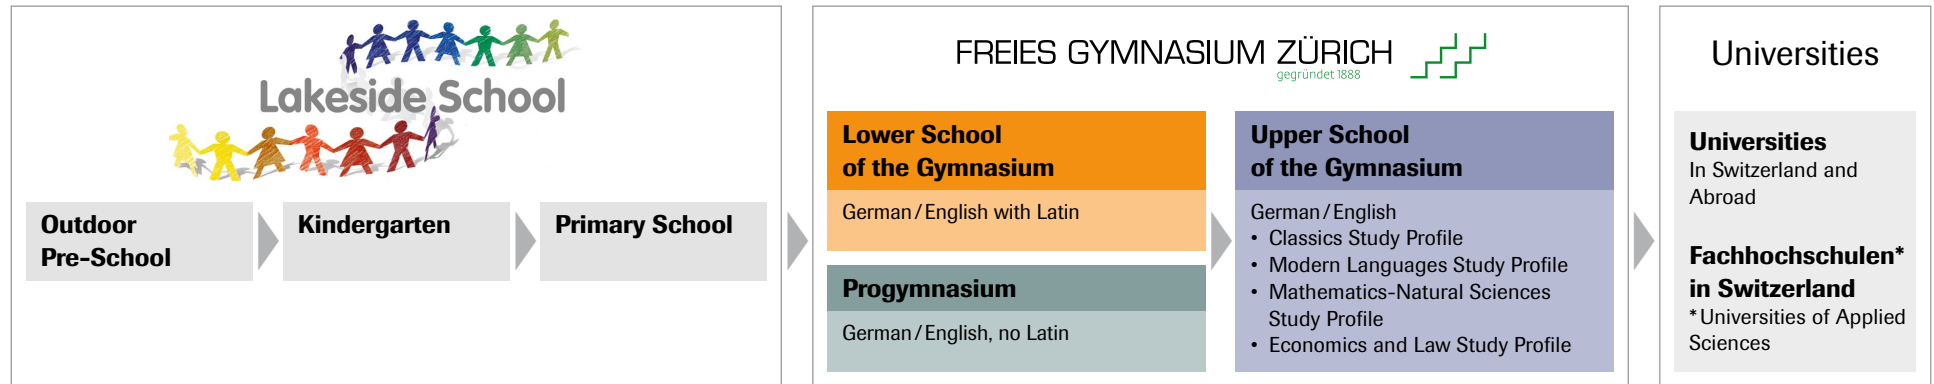 Lakeside School
Outdoor
Pre-School
Kindergarten
Primary School
FREIES GYMNASIUM ZÜRICH
gegründet 1888
Lower School
of the Gymnasium
German/English with Latin
Progymnasium
German/English, no Latin
Upper School
of the Gymnasium
German/English
• Classics Study Profile
• Modern Languages Study Profile
• Mathematics-Natural Sciences
Study Profile
• Economics and Law Study Profile
Universities
Universities
In Switzerland and
Abroad
Fachhochschulen*
in Switzerland
*Universities of Applied
Sciences